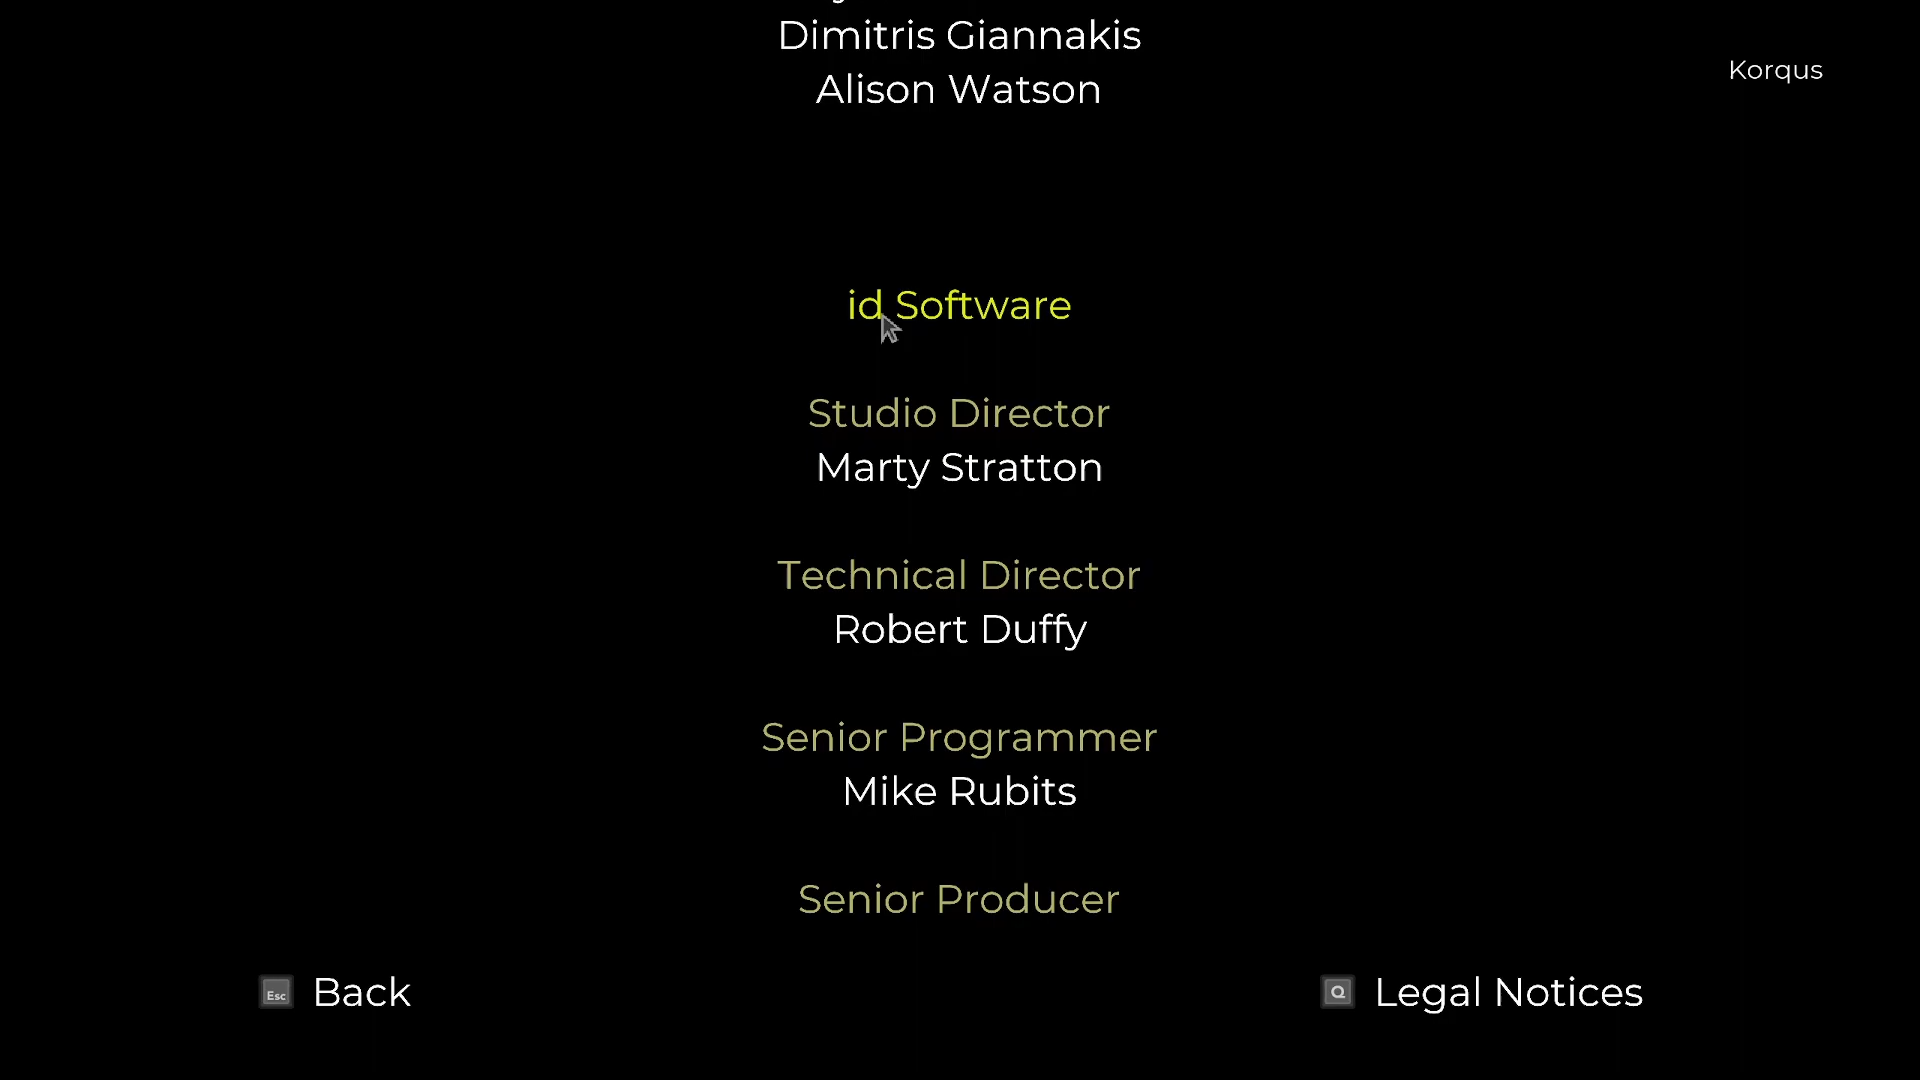 Dimitris Giannakis
Alison Watson
Korqus
id Software
Studio Director
Marty Stratton
Technical Director
Robert Duffy
Senior Programmer
Mike Rubits
Senior Producer
Esc Back
Q Legal Notices